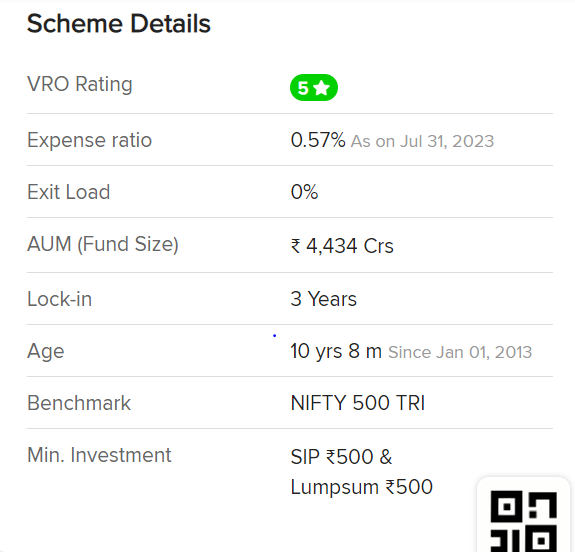 Scheme Details
VRO Rating 5
Expense ratio 0.57% As on Jul 31, 2023
Exit Load 0%
AUM (Fund Size) ₹ 4,434 Crs
Lock-in 3 Years
Age 10 yrs 8 m Since Jan 01, 2013
Benchmark NIFTY 500 TRI
Min. Investment SIP ₹500 &
Lumpsum ₹500